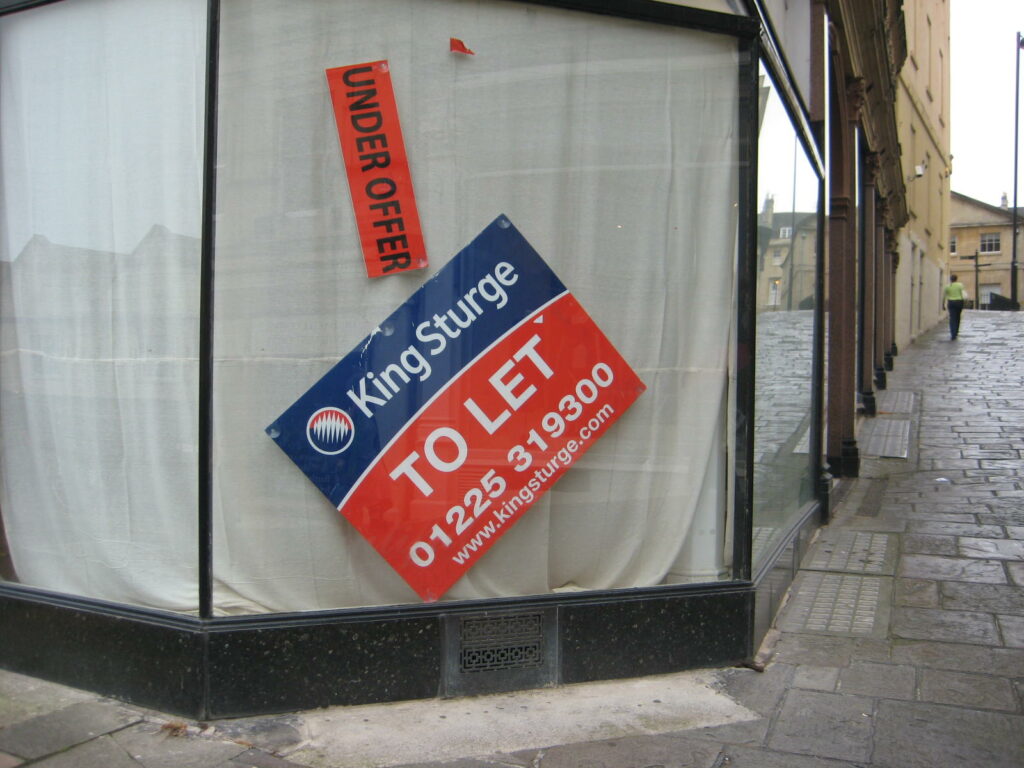 UNDER OFFER
King Sturge
TO LET
01225 319300
www.kingsturge.com